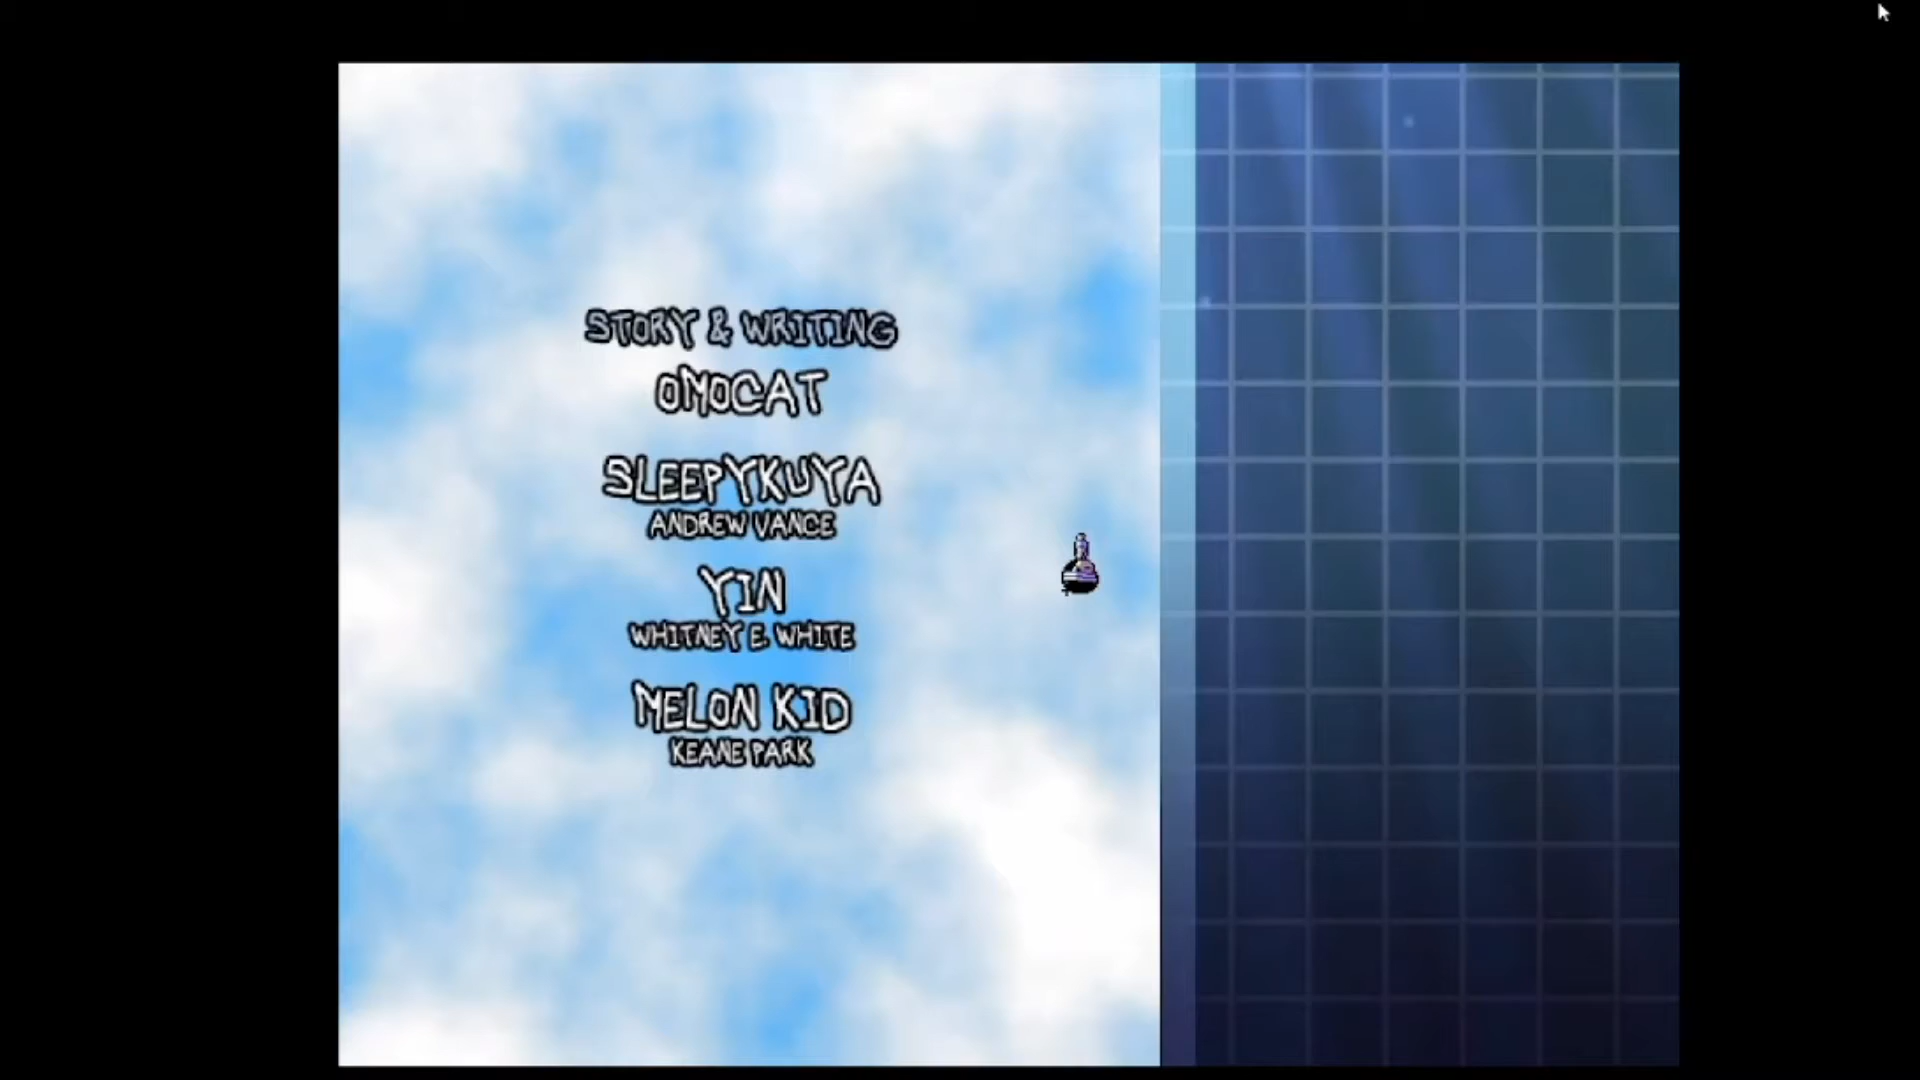 STORY & WRITING
OMOCAT
SLEEPYKUYA
ANDREW VANCE
YIN
WHITNEY E. WHITE
MELON KID
KEANE PARK